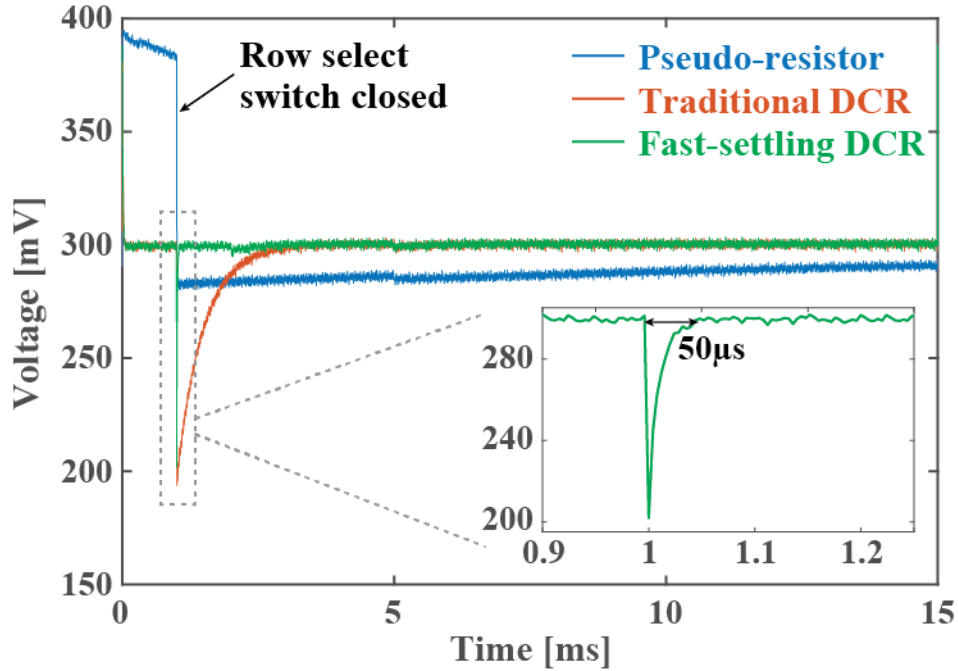 400
350
300
250
200
150
Voltage [mV]
Row select
switch closed
Pseudo-resistor
Traditional DCR
Fast-settling DCR
280
240
200
50μs
0.9
1
1.1
1.2
0
5
10
15
Time [ms]